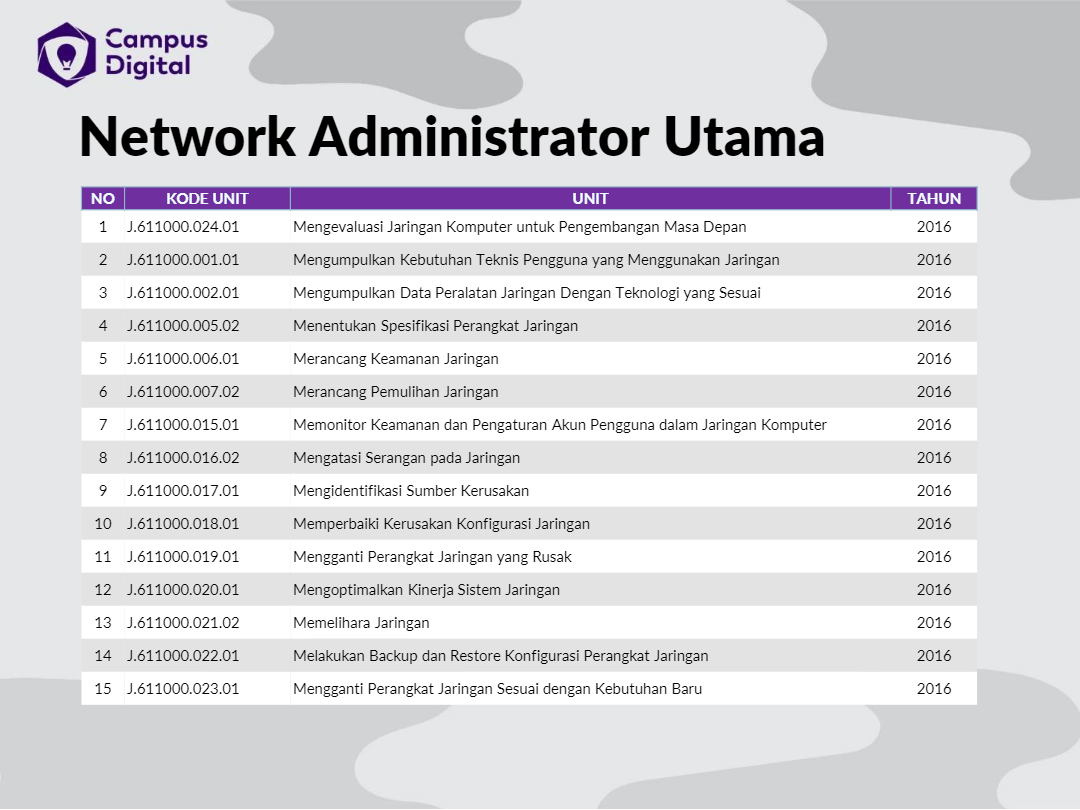 Campus
Digital
Network Administrator Utama
NO KODE UNIT UNIT TAHUN
1 J.611000.024.01 Mengevaluasi Jaringan Komputer untuk Pengembangan Masa Depan 2016
2 J.611000.001.01 Mengumpulkan Kebutuhan Teknis Pengguna yang Menggunakan Jaringan 2016
3 J.611000.002.01 Mengumpulkan Data Peralatan Jaringan Dengan Teknologi yang Sesuai 2016
4 J.611000.005.02 Menentukan Spesifikasi Perangkat Jaringan 2016
5 J.611000.006.01 Merancang Keamanan Jaringan 2016
6 J.611000.007.02 Merancang Pemulihan Jaringan 2016
7 J.611000.015.01 Memonitor Keamanan dan Pengaturan Akun Pengguna dalam Jaringan Komputer 2016
8 J.611000.016.02 Mengatasi Serangan pada Jaringan 2016
9 J.611000.017.01 Mengidentifikasi Sumber Kerusakan 2016
10 J.611000.018.01 Memperbaiki Kerusakan Konfigurasi Jaringan 2016
11 J.611000.019.01 Mengganti Perangkat Jaringan yang Rusak 2016
12 J.611000.020.01 Mengoptimalkan Kinerja Sistem Jaringan 2016
13 J.611000.021.02 Memelihara Jaringan 2016
14 J.611000.022.01 Melakukan Backup dan Restore Konfigurasi Perangkat Jaringan 2016
15 J.611000.023.01 Mengganti Perangkat Jaringan Sesuai dengan Kebutuhan Baru 2016